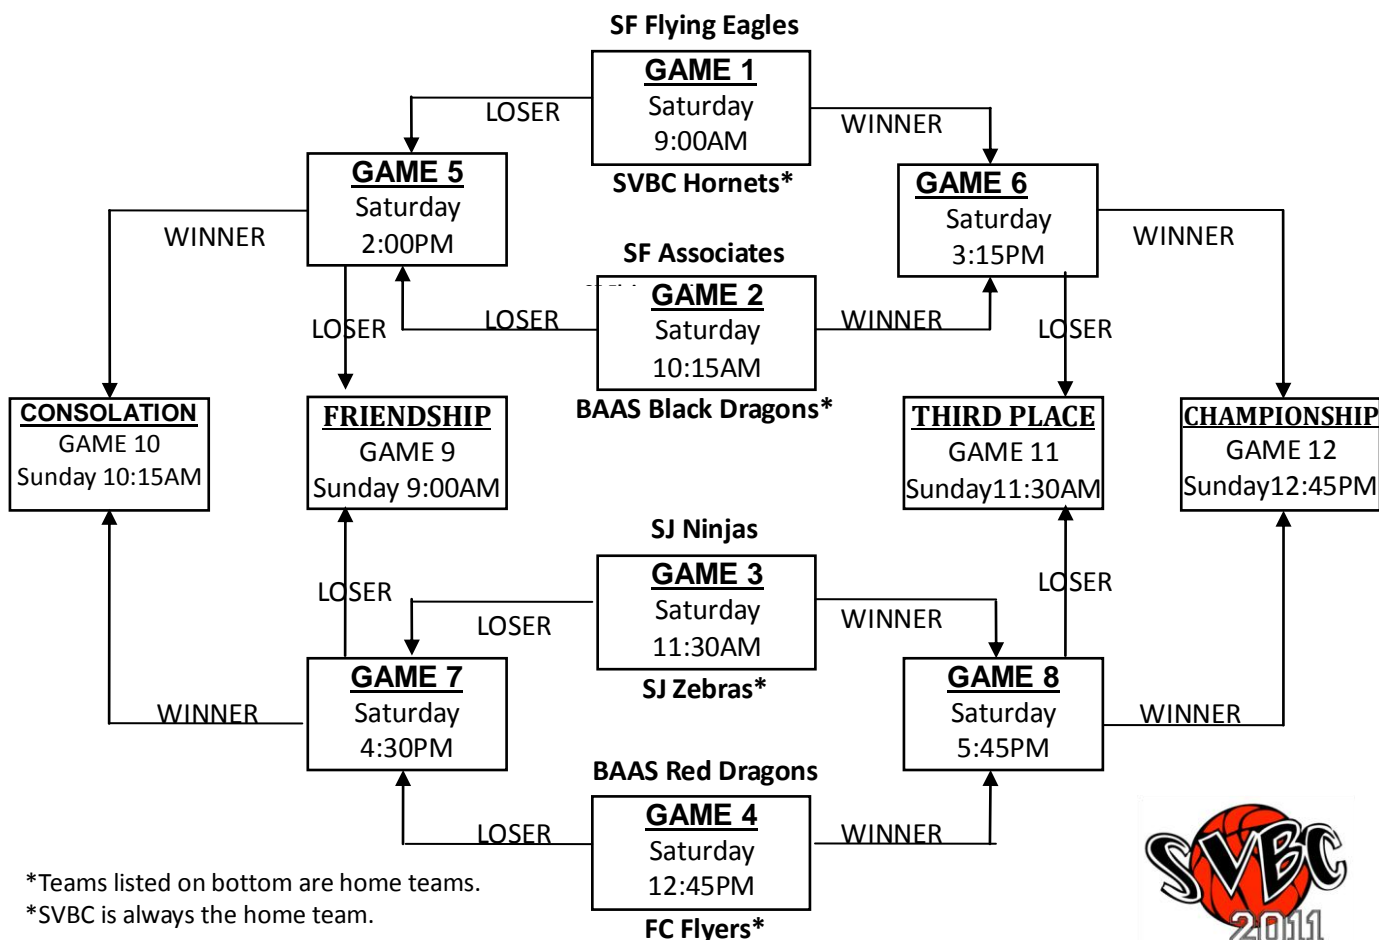 SF Flying Eagles
GAME 1
Saturday
9:00AM
SVBC Hornets*
LOSER
WINNER
GAME 5
Saturday
2:00PM
GAME 6
Saturday
3:15PM
WINNER
WINNER
SF Associates
GAME 2
Saturday
10:15AM
BAAS Black Dragons*
LOSER
LOSER
WINNER
LOSER
CONSOLATION
GAME 10
Sunday 10:15AM
FRIENDSHIP
GAME 9
Sunday 9:00AM
THIRD PLACE
GAME 11
Sunday11:30AM
CHAMPIONSHIP
GAME 12
Sunday12:45PM
SJ Ninjas
GAME 3
Saturday
11:30AM
SJ Zebras*
LOSER
LOSER
WINNER
LOSER
GAME 7
Saturday
4:30PM
GAME 8
Saturday
5:45PM
WINNER
WINNER
BAAS Red Dragons
GAME 4
Saturday
12:45PM
FC Flyers*
LOSER
WINNER
*Teams listed on bottom are home teams.
*SVBC is always the home team.
SVBC
2011